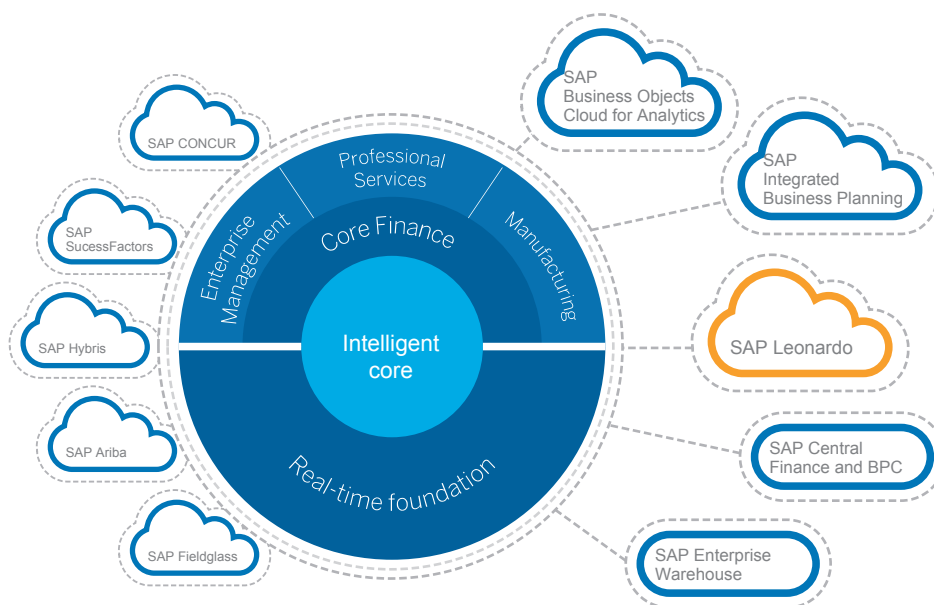 SAP
Business Objects
Cloud for Analytics
SAP CONCUR
Professional
Services
SAP
Integrated
Business Planning
Enterprise
Management
Core Finance
Manufacturing
SAP
SucessFactors
Intelligent
core
SAP Hybris
SAP Leonardo
SAP Ariba
SAP Central
Finance and BPC
Real-time foundation
SAP Fieldglass
SAP Enterprise
Warehouse